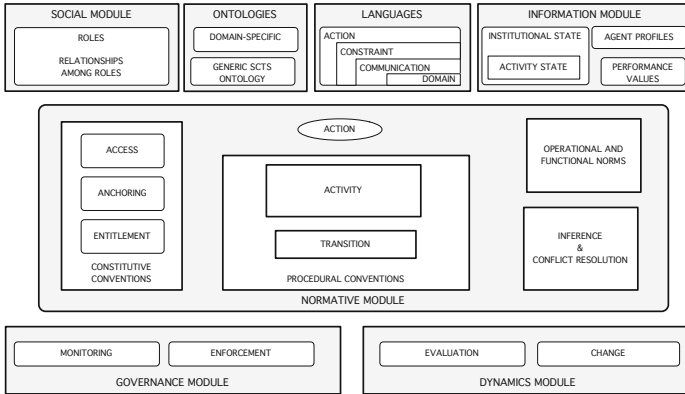 SOCIAL MODULE
ROLES
RELATIONSHIPS
AMONG ROLES
ONTOLOGIES
DOMAIN-SPECIFIC
GENERIC SCTS
ONTOLOGY
LANGUAGES
ACTION
CONSTRAINT
COMMUNICATION
DOMAIN
INFORMATION MODULE
INSTITUTIONAL STATE
ACTIVITY STATE
AGENT PROFILES
PERFORMANCE
VALUES
ACTION
ACCESS
ANCHORING
ENTITLEMENT
CONSTITUTIVE
CONVENTIONS
ACTIVITY
TRANSITION
PROCEDURAL CONVENTIONS
OPERATIONAL AND
FUNCTIONAL NORMS
INFERENCE
&
CONFLICT RESOLUTION
NORMATIVE MODULE
MONITORING
ENFORCEMENT
GOVERNANCE MODULE
EVALUATION
CHANGE
DYNAMICS MODULE